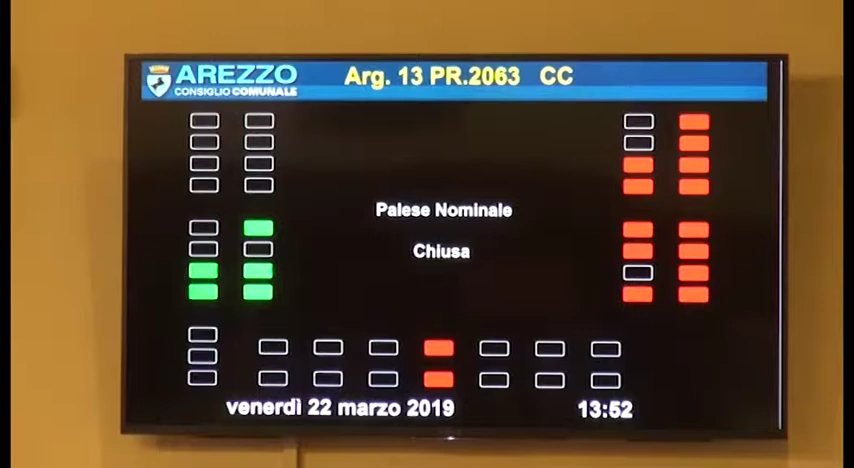 AREZZO
CONSIGLIO COMUNALE
Arg. 13 PR.2063 CC
Palese Nominale
Chiusa
venerdì 22 marzo 2019 13:52